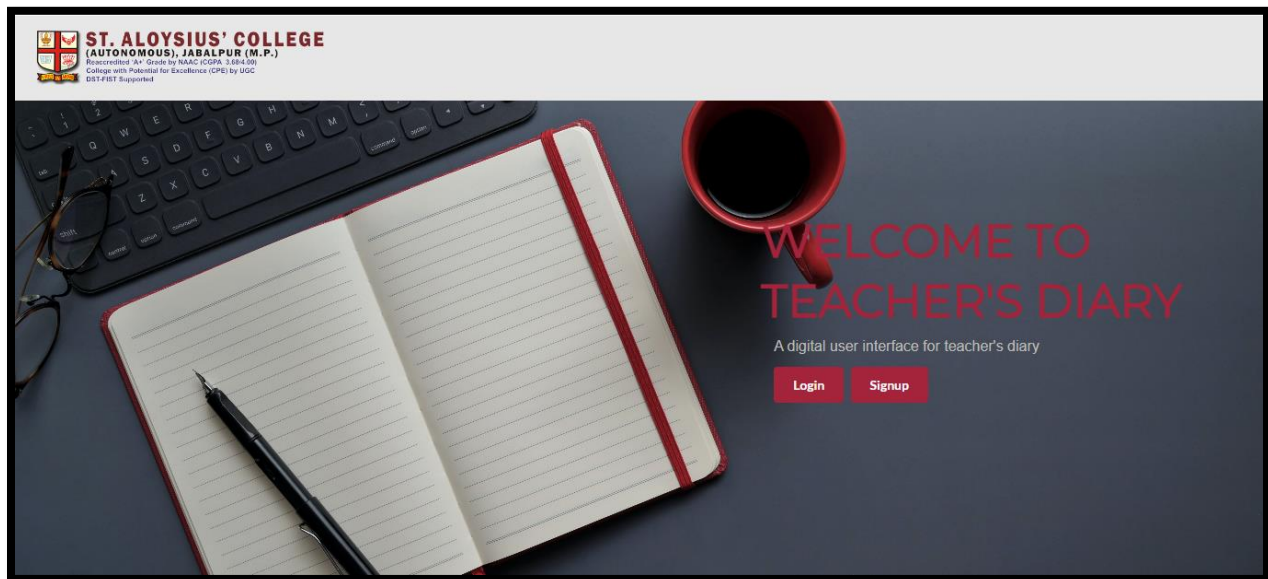 ST. ALOYSIUS' COLLEGE
(AUTONOMOUS), JABALPUR (M.P.)
Reaccredited 'A+' Grade by NAAC (CGPA 3.68/4.00)
College with Potential for Excellence (CPE) by UGC
DST-FIST Supported
WELCOME TO
TEACHER'S DIARY
A digital user interface for teacher's diary
Login Signup